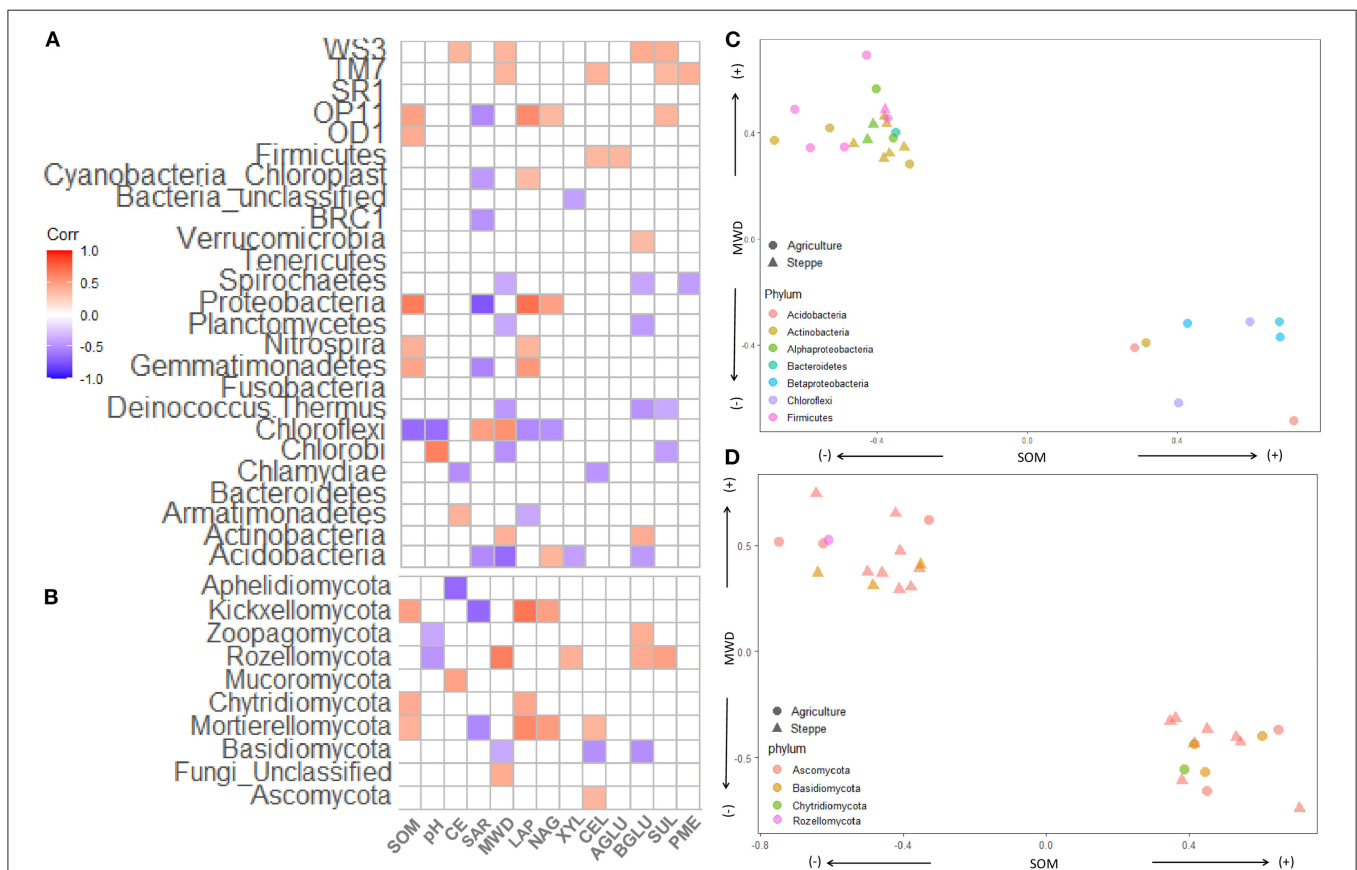 A
WS3
TM7
SR1
OP11
OD1
Firmicutes
Cyanobacteria_Chloroplast
Bacteria_unclassified
BRC1
Verrucomicrobia
Tenericutes
Spirochaetes
Proteobacteria
Planctomycetes
Nitrospira
Gemmatimonadetes
Fusobacteria
Deinococcus_Thermus
Chloroflexi
Chlorobi
Chlamydiae
Bacteroidetes
Armatimonadetes
Actinobacteria
Acidobacteria
Corr
1.0
0.5
0.0
-0.5
-1.0
B
Aphelidiomycota
Kickxellomycota
Zoopagomycota
Rozellomycota
Mucoromycota
Chytridiomycota
Mortierellomycota
Basidiomycota
Fungi_Unclassified
Ascomycota
SOM
pH
CE
SAR
MWD
LAP
NAG
XYL
CEL
AGLU
BGLU
SUL
PME
C
(+)
MWD
(-)
0.4
0.0
-0.4
Agriculture
Steppe
Phylum
Acidobacteria
Actinobacteria
Alphaproteobacteria
Bacteroidetes
Betaproteobacteria
Chloroflexi
Firmicutes
-0.4 0.0 0.4
(-) SOM (+)
D
(+)
MWD
(-)
0.5
0.0
-0.5
Agriculture
Steppe
phylum
Ascomycota
Basidiomycota
Chytridiomycota
Rozellomycota
-0.8 -0.4 0.0 0.4
(-) SOM (+)